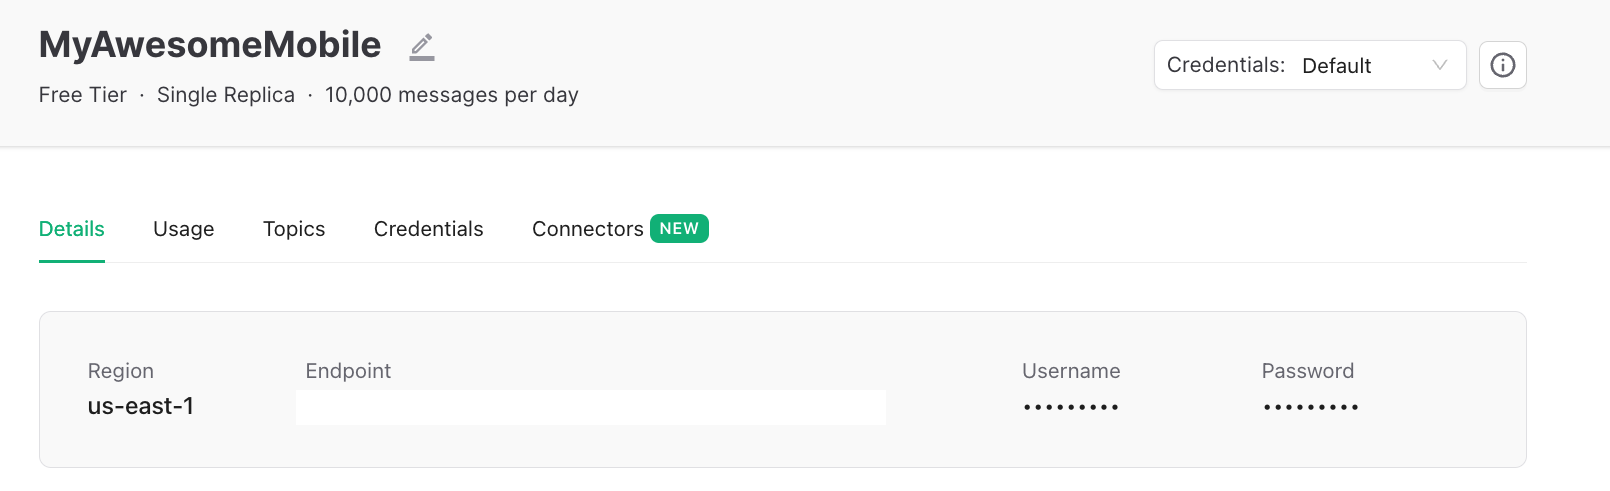 MyAwesomeMobile
Free Tier · Single Replica · 10,000 messages per day
Credentials: Default
Details Usage Topics Credentials Connectors NEW
Region Endpoint Username Password
us-east-1 ••••••••• •••••••••